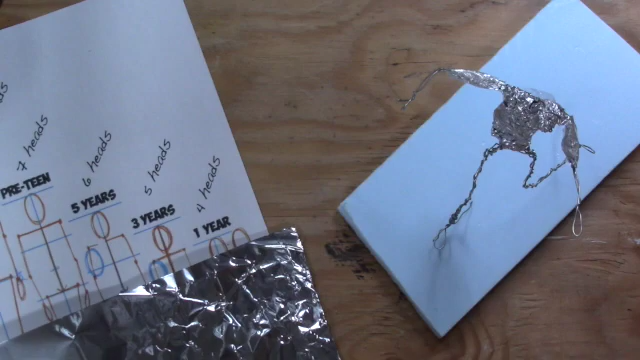 7 heads
PRE-TEEN
6 heads
5 YEARS
5 heads
3 YEARS
4 heads
1 YEAR